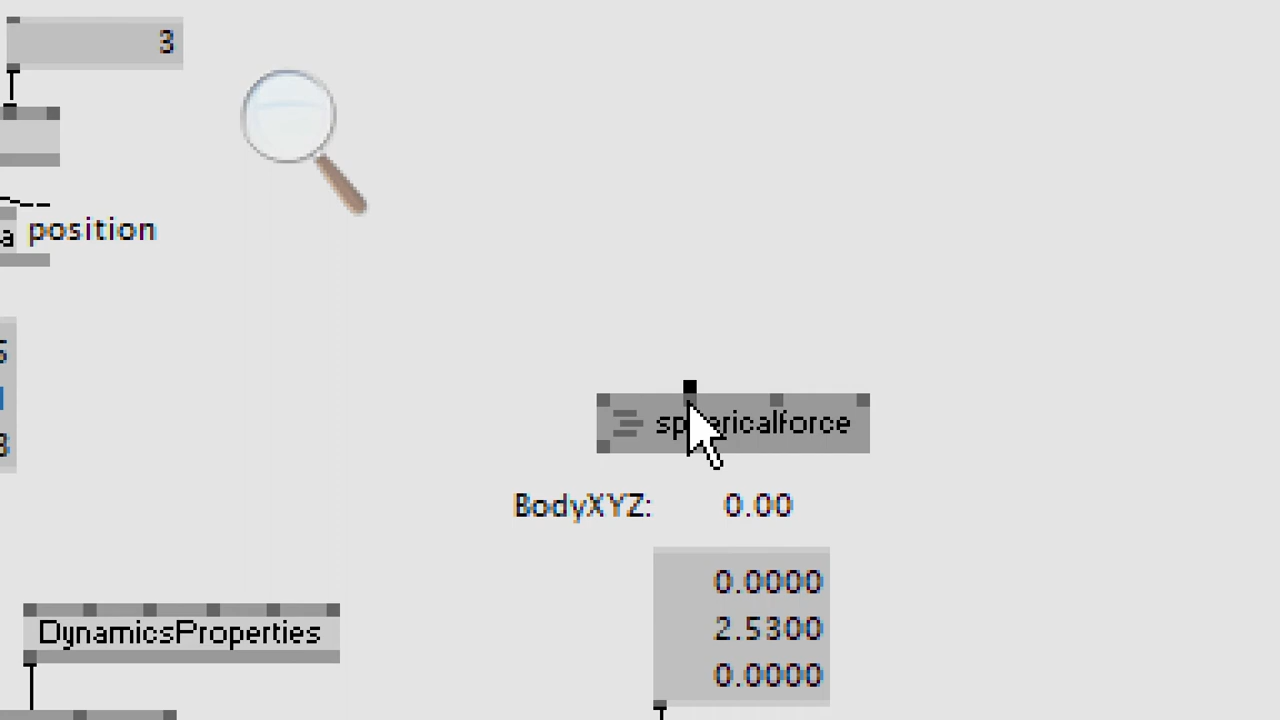 3
position
a
sphericalforce
BodyXYZ: 0.00
0.0000
2.5300
0.0000
DynamicsProperties